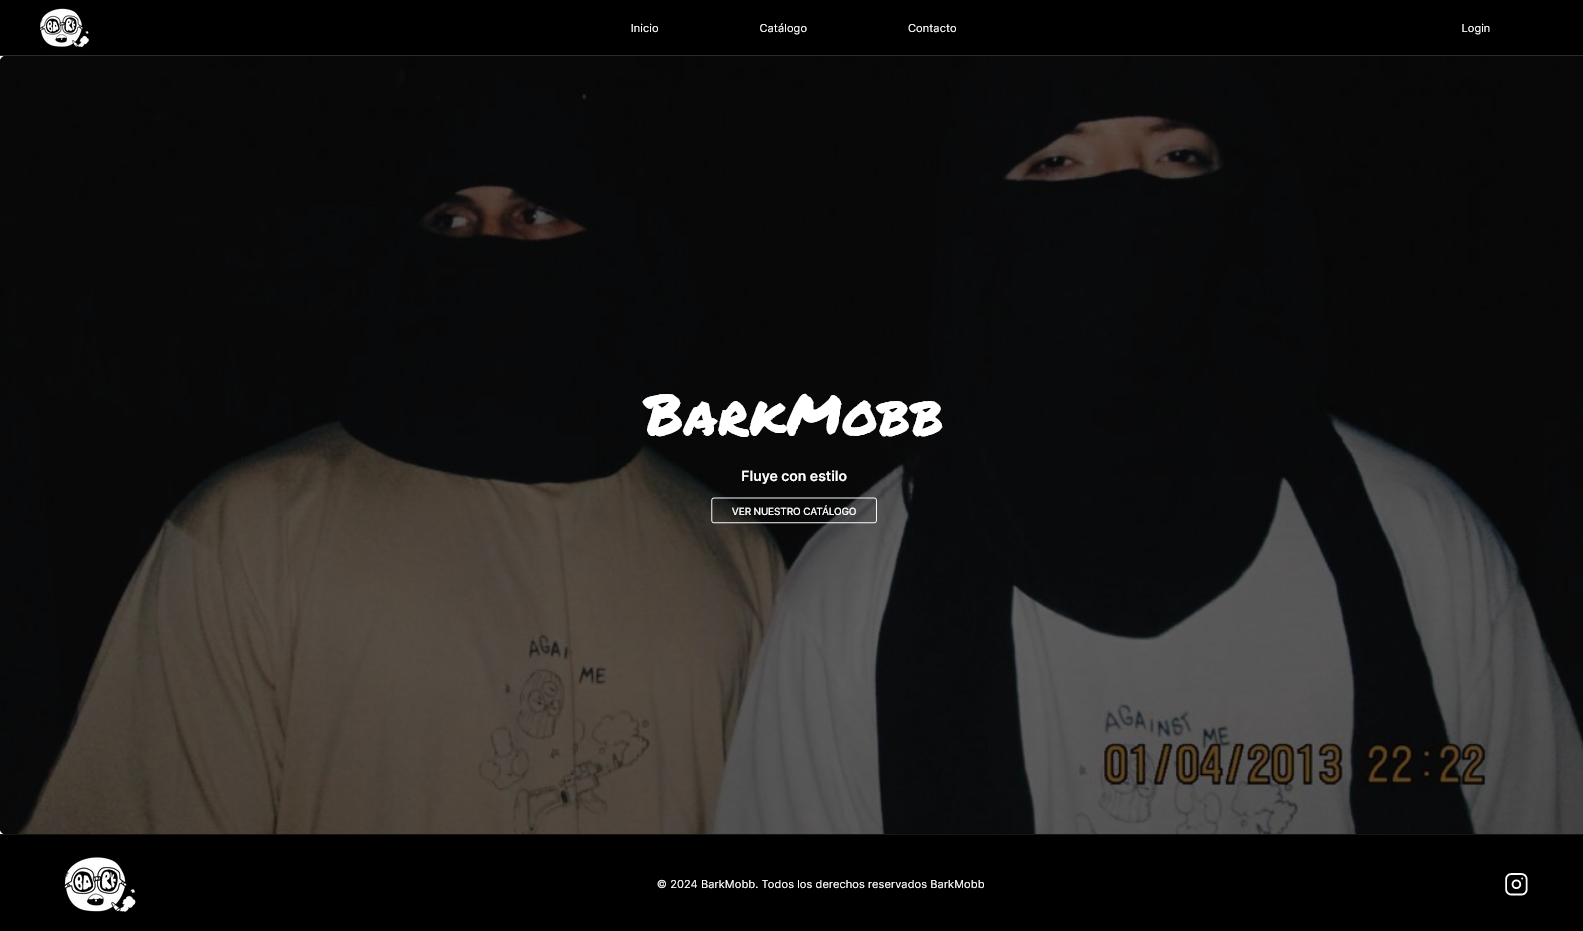 Inicio
Catálogo
Contacto
Login
BARKMOBB
Fluye con estilo
VER NUESTRO CATÁLOGO
AGAI
ME
AGAINST
ME
01/04/2013 22:22
© 2024 BarkMobb. Todos los derechos reservados BarkMobb